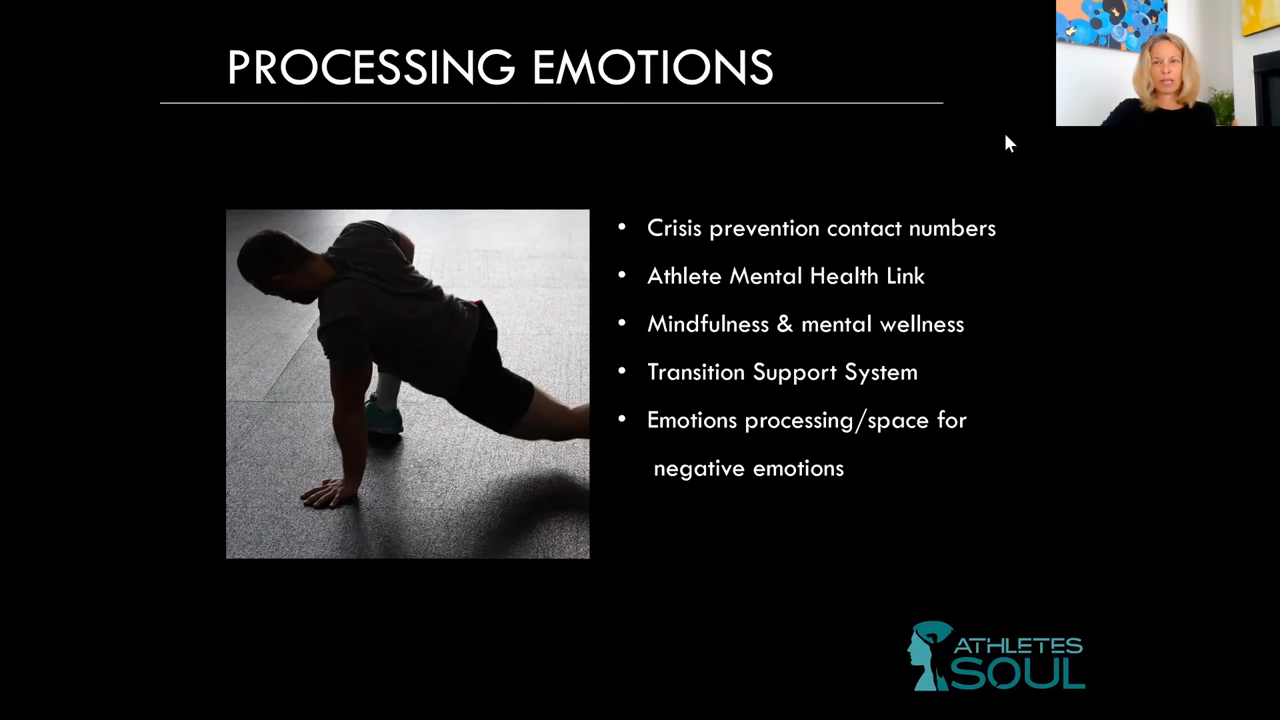 PROCESSING EMOTIONS
• Crisis prevention contact numbers
• Athlete Mental Health Link
• Mindfulness & mental wellness
• Transition Support System
• Emotions processing/space for
negative emotions
ATHLETES
SOUL